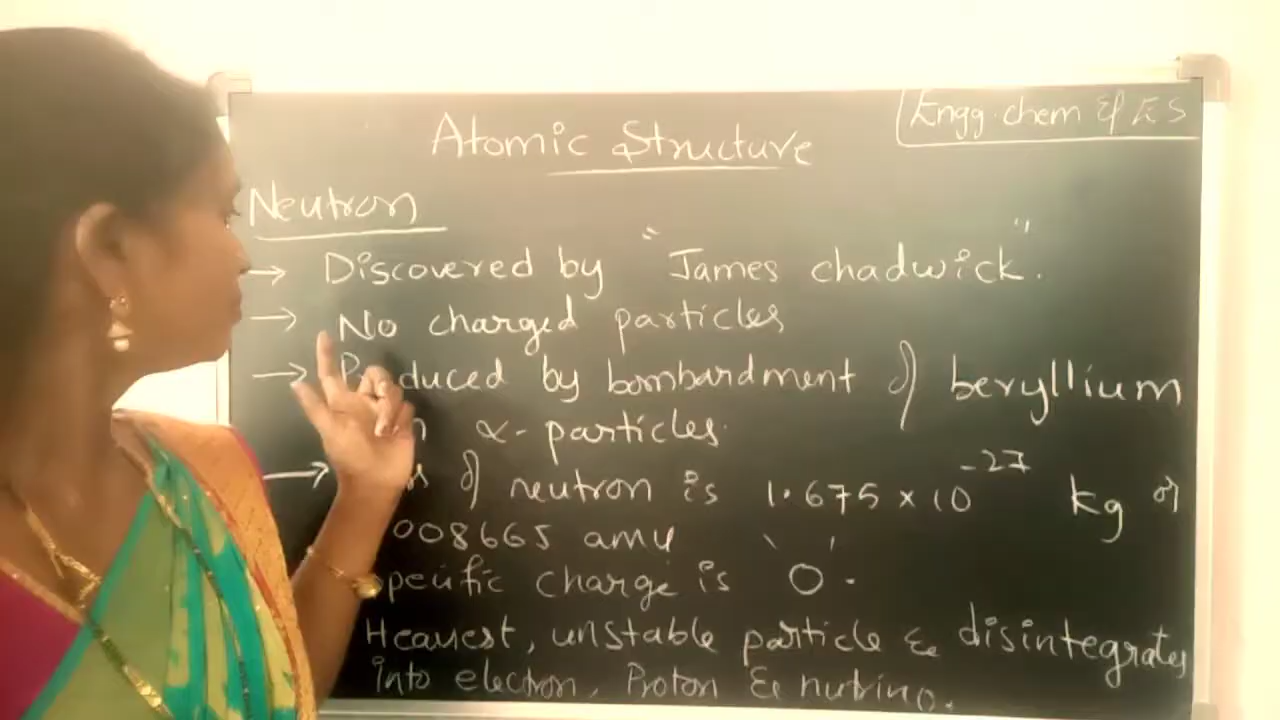 Engg. chem & ES
Atomic Structure
Neutron
→ Discovered by "James chadwick".
→ No charged particles
→ Produced by bombardment of beryllium
α-particles.
→ of neutron is 1.675 × 10⁻²⁷ kg or
008665 amu
specific charge is '0'.
Heaviest, unstable particle & disintegrates
into electron, Proton & nutrino.